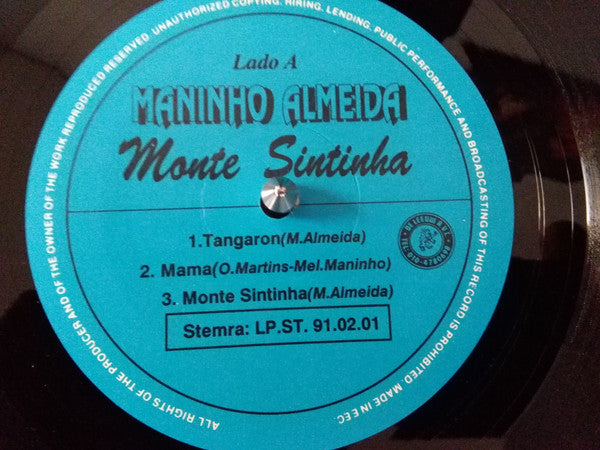 Lado A
MANINHO ALMEIDA
Monte Sintinha
1.Tangaron(M.Almeida)
2. Mama(O.Martins-Mel.Maninho)
3. Monte Sintinha(M.Almeida)
Stemra: LP.ST. 91.02.01
ALL RIGHTS OF THE PRODUCER AND OF THE OWNER OF THE WORK REPRODUCED RESERVED. UNAUTHORIZED COPYING. HIRING. LENDING. PUBLIC PERFORMANCE AND BROADCASTING OF THIS RECORD IS PROHIBITED. MADE IN EEC.